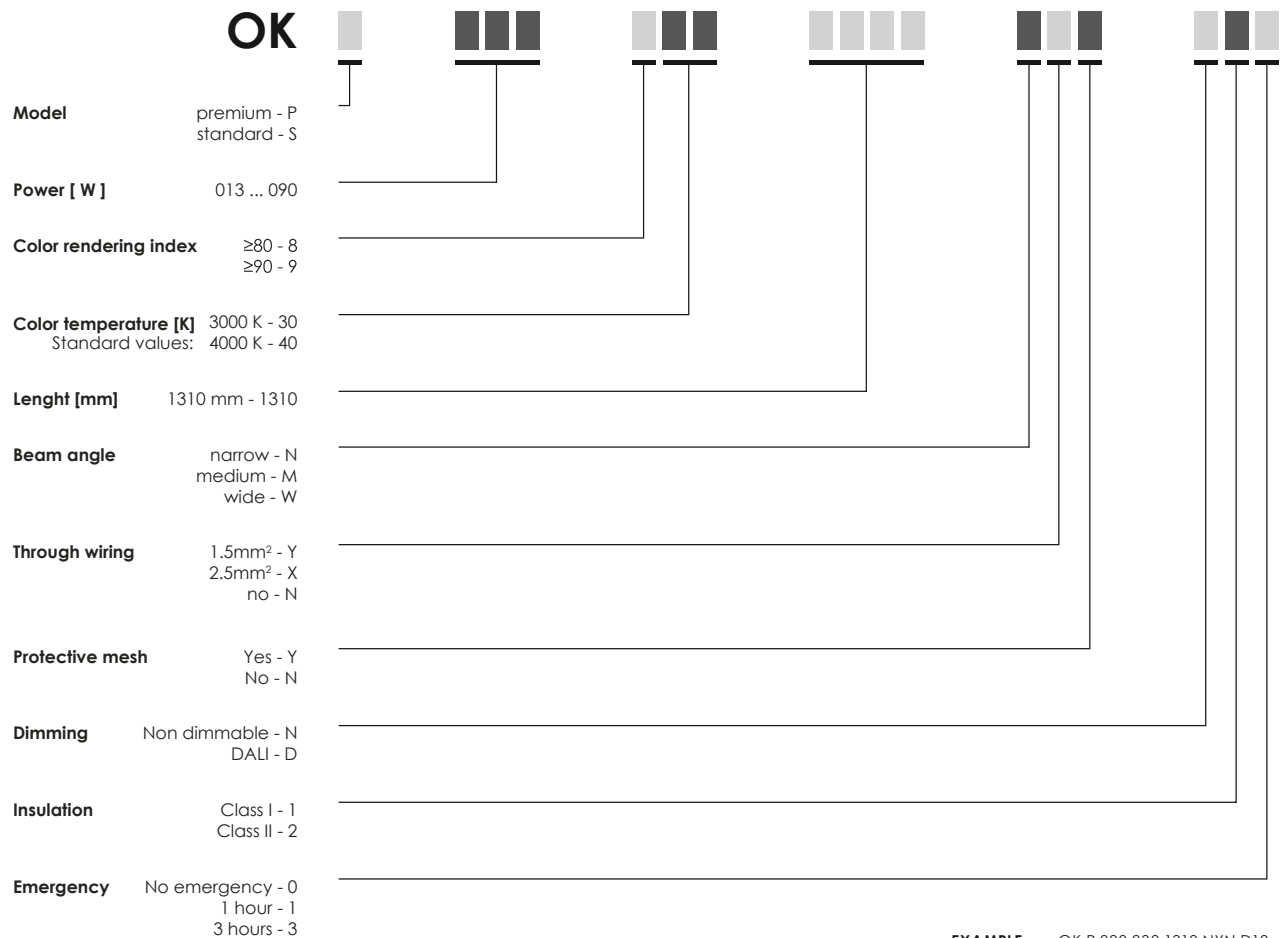 OK
Model premium - P
standard - S
Power [ W ] 013 ... 090
Color rendering index ≥80 - 8
≥90 - 9
Color temperature [K] 3000 K - 30
Standard values: 4000 K - 40
Lenght [mm] 1310 mm - 1310
Beam angle narrow - N
medium - M
wide - W
Through wiring 1.5mm² - Y
2.5mm² - X
no - N
Protective mesh Yes - Y
No - N
Dimming Non dimmable - N
DALI - D
Insulation Class I - 1
Class II - 2
Emergency No emergency - 0
1 hour - 1
3 hours - 3
EXAMPLE